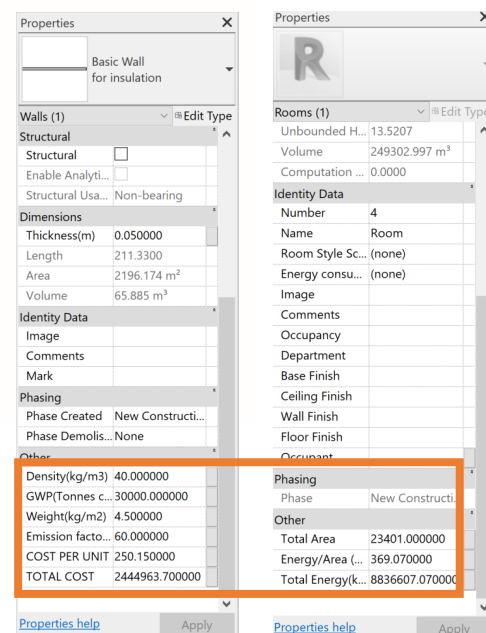 Properties
Basic Wall
for insulation
Walls (1)
Edit Type
Structural
Structural
Enable Analyti...
Structural Usa... Non-bearing
Dimensions
Thickness(m) 0.050000
Length 211.3300
Area 2196.174 m²
Volume 65.885 m³
Identity Data
Image
Comments
Mark
Phasing
Phase Created New Constructi...
Phase Demolis... None
Other
Density(kg/m3) 40.000000
GWP(Tonnes c... 30000.000000
Weight(kg/m2) 4.500000
Emission facto... 60.000000
COST PER UNIT 250.150000
TOTAL COST 2444963.700000
Properties help
Apply
Properties
R
Rooms (1)
Edit Type
Unbounded H... 13.5207
Volume 249302.997 m³
Computation ... 0.0000
Identity Data
Number 4
Name Room
Room Style Sc... (none)
Energy consu... (none)
Image
Comments
Occupancy
Department
Base Finish
Ceiling Finish
Wall Finish
Floor Finish
Occupant
Phasing
Phase New Constructi...
Other
Total Area 23401.000000
Energy/Area (... 369.070000
Total Energy(k... 8836607.070000
Properties help
Apply